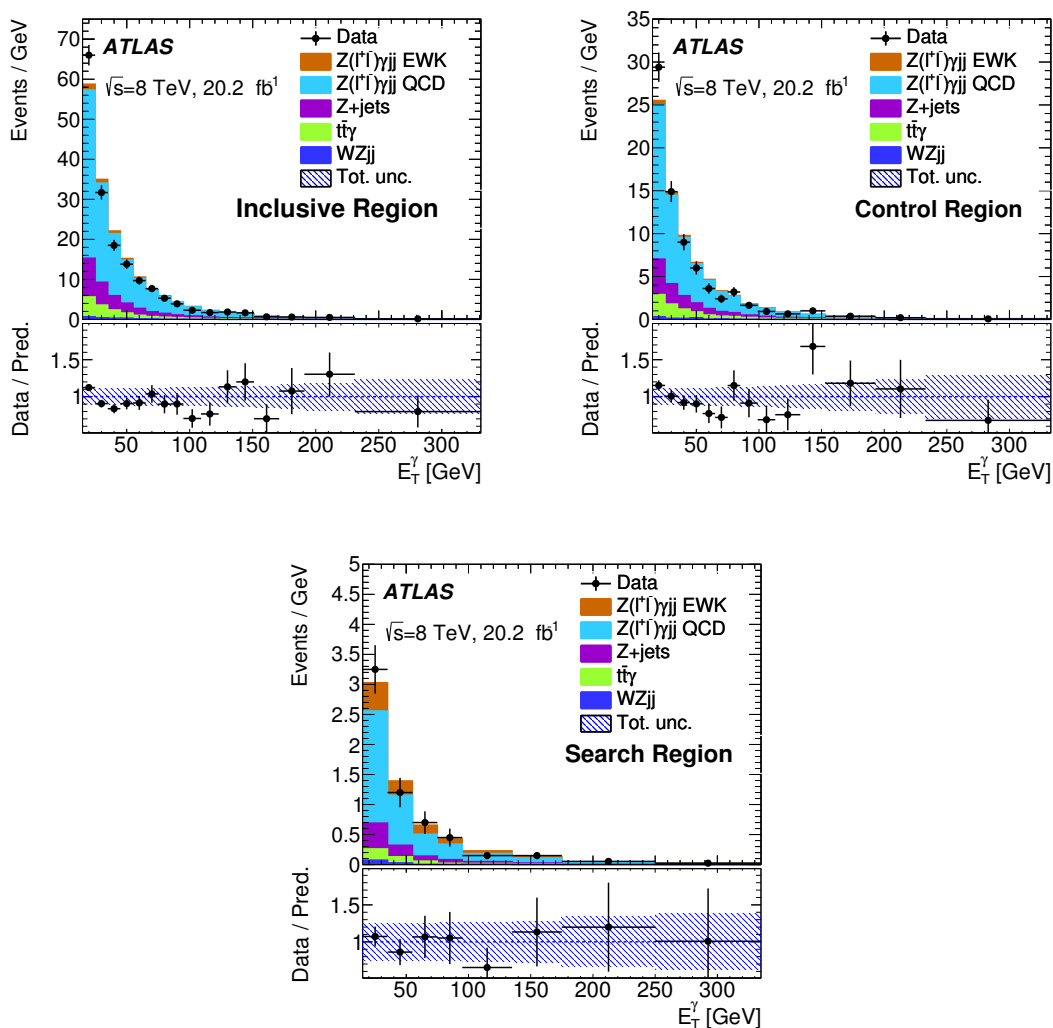 Events / GeV
70
60
50
40
30
20
10
0
ATLAS
√s=8 TeV, 20.2 fb⁻¹
Data
Z(l⁺l⁻)γjj EWK
Z(l⁺l⁻)γjj QCD
Z+jets
tt̄γ
WZjj
Tot. unc.
Inclusive Region
Data / Pred.
1.5
1
50 100 150 200 250 300
E_T^γ [GeV]
Events / GeV
35
30
25
20
15
10
5
0
ATLAS
√s=8 TeV, 20.2 fb⁻¹
Data
Z(l⁺l⁻)γjj EWK
Z(l⁺l⁻)γjj QCD
Z+jets
tt̄γ
WZjj
Tot. unc.
Control Region
Data / Pred.
1.5
1
50 100 150 200 250 300
E_T^γ [GeV]
Events / GeV
5
4.5
4
3.5
3
2.5
2
1.5
1
0.5
0
ATLAS
√s=8 TeV, 20.2 fb⁻¹
Data
Z(l⁺l⁻)γjj EWK
Z(l⁺l⁻)γjj QCD
Z+jets
tt̄γ
WZjj
Tot. unc.
Search Region
Data / Pred.
1.5
1
50 100 150 200 250 300
E_T^γ [GeV]